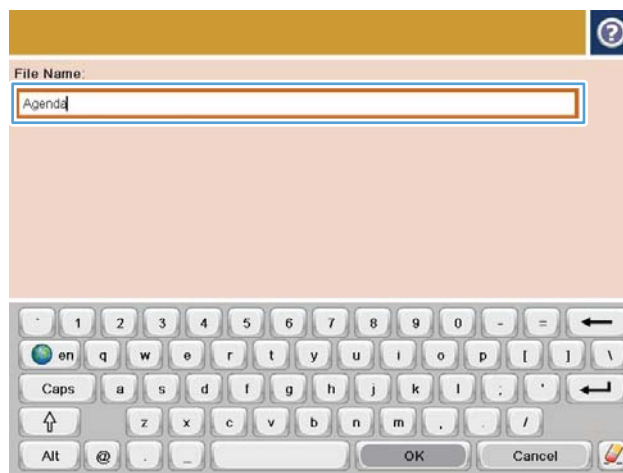 ?
File Name:
Agenda
` 1 2 3 4 5 6 7 8 9 0 - =
en q w e r t y u i o p [ ] \
Caps a s d f g h j k l ; '
z x c v b n m , . /
Alt @ . _ OK Cancel